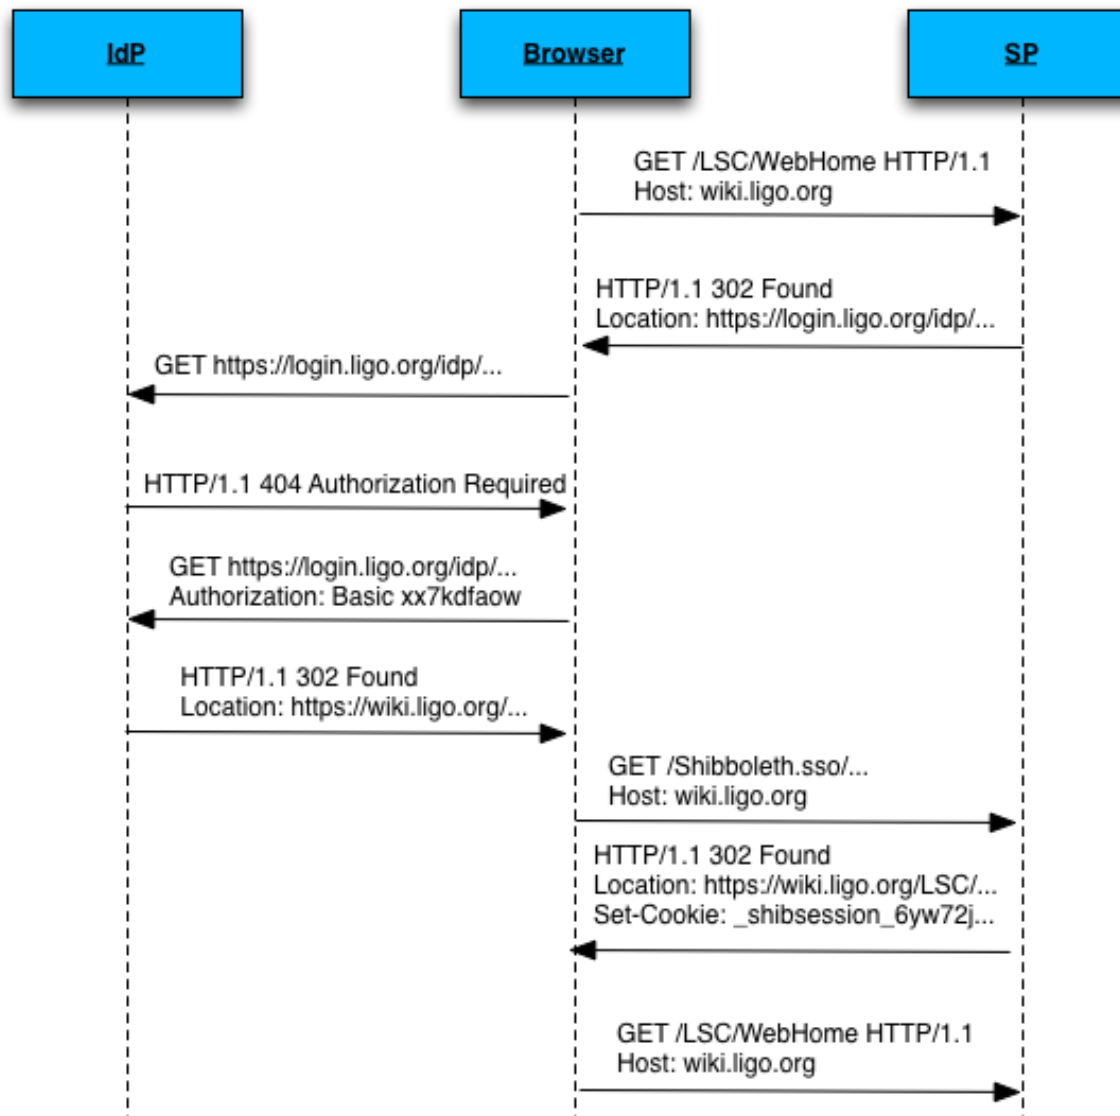 IdP
Browser
SP
GET /LSC/WebHome HTTP/1.1
Host: wiki.ligo.org
HTTP/1.1 302 Found
Location: https://login.ligo.org/idp/...
GET https://login.ligo.org/idp/...
HTTP/1.1 404 Authorization Required
GET https://login.ligo.org/idp/...
Authorization: Basic xx7kdfaow
HTTP/1.1 302 Found
Location: https://wiki.ligo.org/...
GET /Shibboleth.sso/...
Host: wiki.ligo.org
HTTP/1.1 302 Found
Location: https://wiki.ligo.org/LSC/...
Set-Cookie: _shibsession_6yw72j...
GET /LSC/WebHome HTTP/1.1
Host: wiki.ligo.org